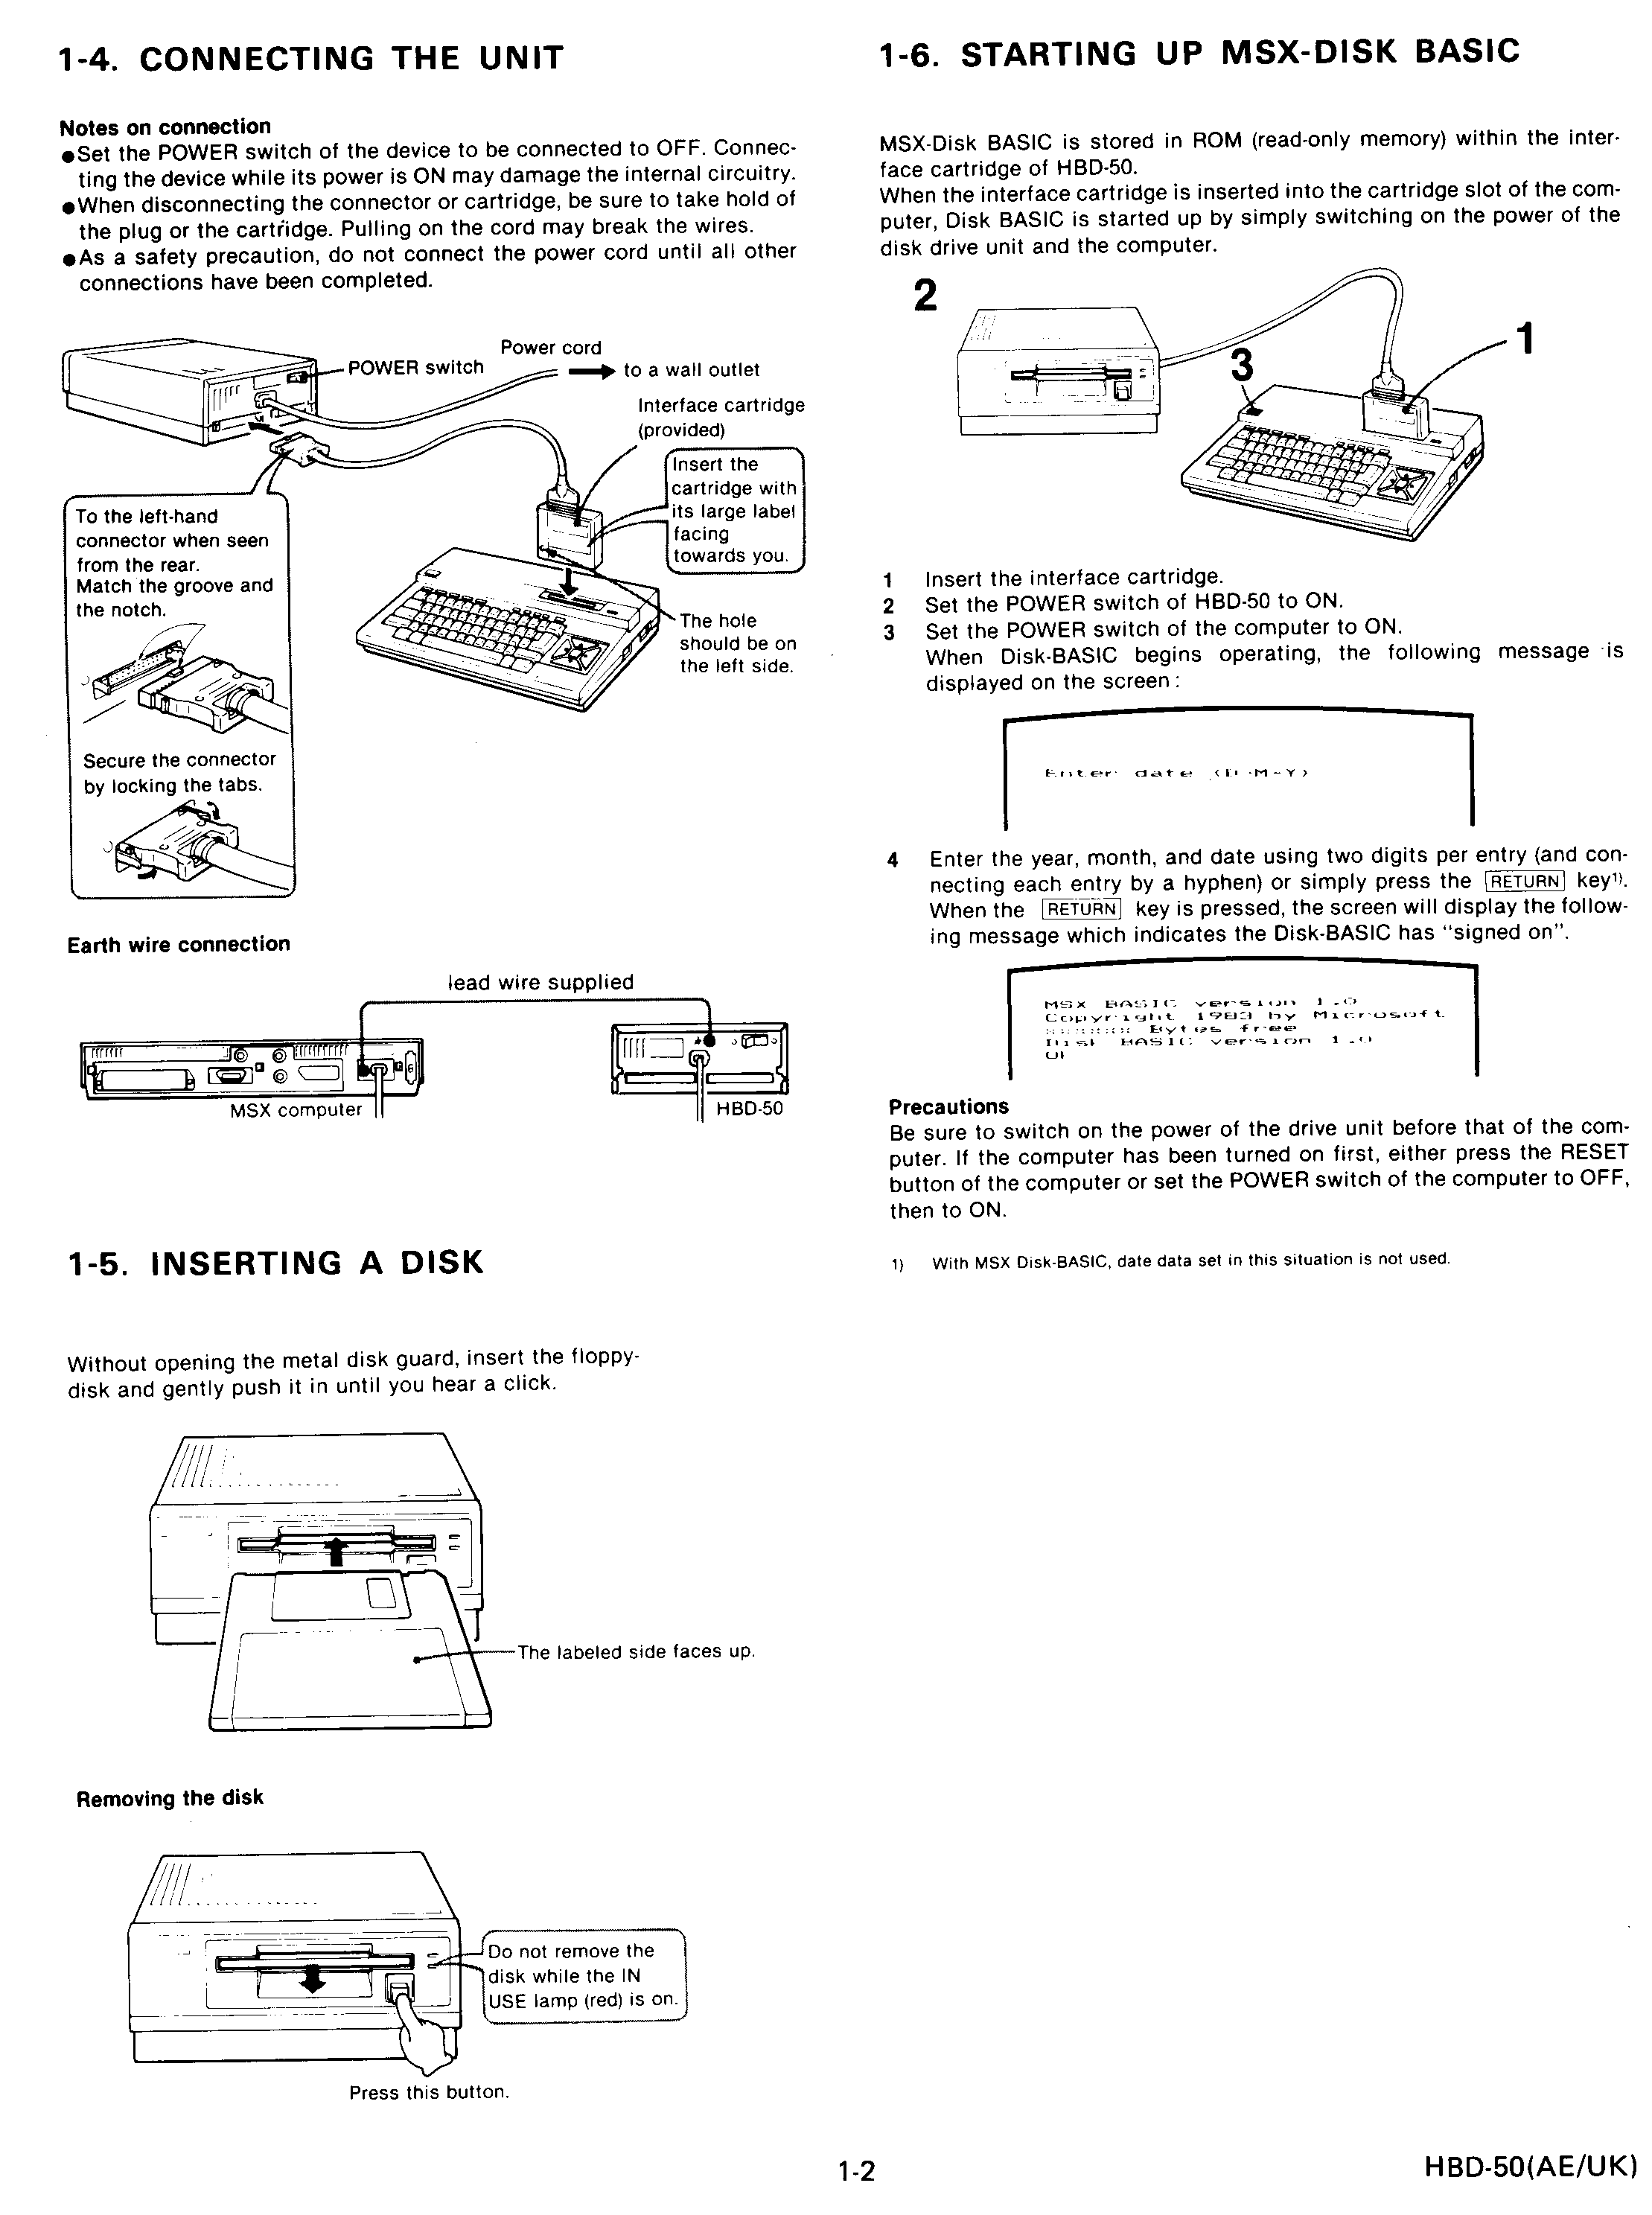 1-4. CONNECTING THE UNIT
Notes on connection
●Set the POWER switch of the device to be connected to OFF. Connec-
ting the device while its power is ON may damage the internal circuitry.
●When disconnecting the connector or cartridge, be sure to take hold of
the plug or the cartridge. Pulling on the cord may break the wires.
●As a safety precaution, do not connect the power cord until all other
connections have been completed.
Power cord
POWER switch
to a wall outlet
Interface cartridge
(provided)
Insert the
cartridge with
its large label
facing
towards you.
To the left-hand
connector when seen
from the rear.
Match the groove and
the notch.
The hole
should be on
the left side.
Secure the connector
by locking the tabs.
Earth wire connection
lead wire supplied
MSX computer
HBD-50
1-5. INSERTING A DISK
Without opening the metal disk guard, insert the floppy-
disk and gently push it in until you hear a click.
The labeled side faces up.
Removing the disk
Do not remove the
disk while the IN
USE lamp (red) is on.
Press this button.
1-6. STARTING UP MSX-DISK BASIC
MSX-Disk BASIC is stored in ROM (read-only memory) within the inter-
face cartridge of HBD-50.
When the interface cartridge is inserted into the cartridge slot of the com-
puter, Disk BASIC is started up by simply switching on the power of the
disk drive unit and the computer.
2
1
3
1 Insert the interface cartridge.
2 Set the POWER switch of HBD-50 to ON.
3 Set the POWER switch of the computer to ON.
When Disk-BASIC begins operating, the following message is
displayed on the screen :
Enter date (D-M-Y)
4 Enter the year, month, and date using two digits per entry (and con-
necting each entry by a hyphen) or simply press the RETURN key1).
When the RETURN key is pressed, the screen will display the follow-
ing message which indicates the Disk-BASIC has "signed on".
MSX BASIC version 1.0
Copyright 1983 by Microsoft
Bytes free
Disk BASIC version 1.0
Ok
Precautions
Be sure to switch on the power of the drive unit before that of the com-
puter. If the computer has been turned on first, either press the RESET
button of the computer or set the POWER switch of the computer to OFF,
then to ON.
1) With MSX Disk-BASIC, date data set in this situation is not used.
1-2
HBD-50(AE/UK)